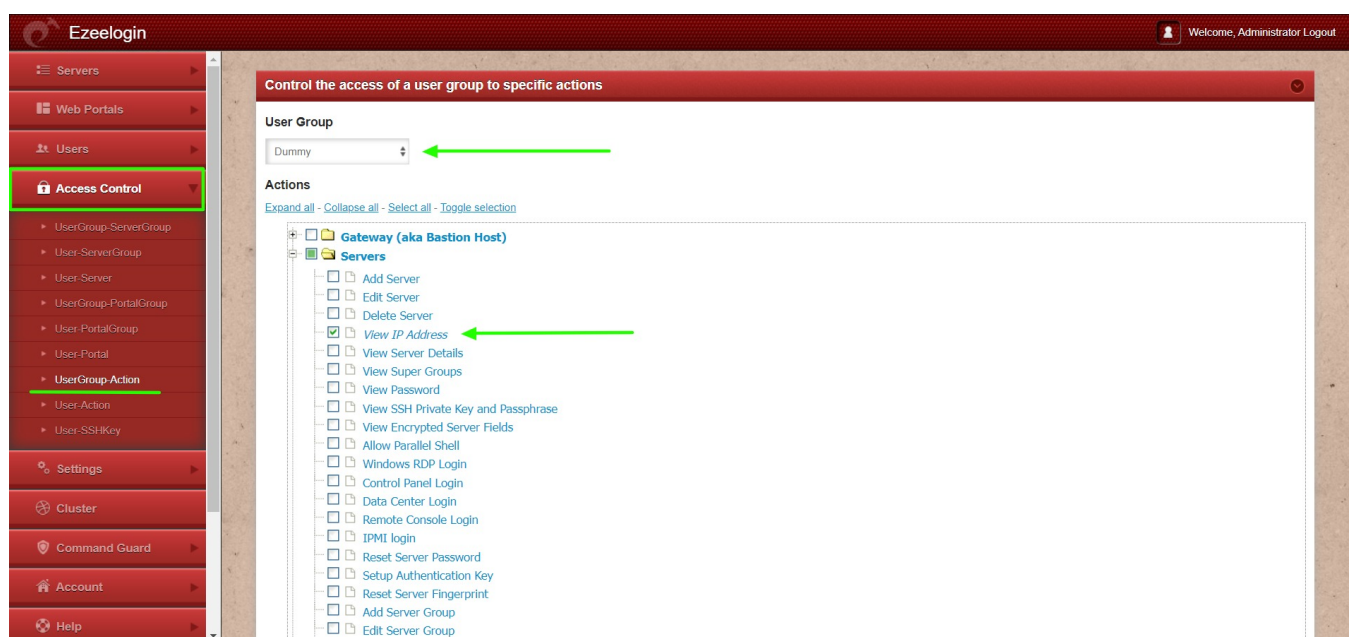 Ezeelogin
Welcome, Administrator Logout
Servers
Web Portals
Users
Access Control
UserGroup-ServerGroup
User-ServerGroup
User-Server
UserGroup-PortalGroup
User-PortalGroup
User-Portal
UserGroup-Action
User-Action
User-SSHKey
Settings
Cluster
Command Guard
Account
Help
Control the access of a user group to specific actions
User Group
Dummy
Actions
Expand all - Collapse all - Select all - Toggle selection
Gateway (aka Bastion Host)
Servers
Add Server
Edit Server
Delete Server
View IP Address
View Server Details
View Super Groups
View Password
View SSH Private Key and Passphrase
View Encrypted Server Fields
Allow Parallel Shell
Windows RDP Login
Control Panel Login
Data Center Login
Remote Console Login
IPMI login
Reset Server Password
Setup Authentication Key
Reset Server Fingerprint
Add Server Group
Edit Server Group